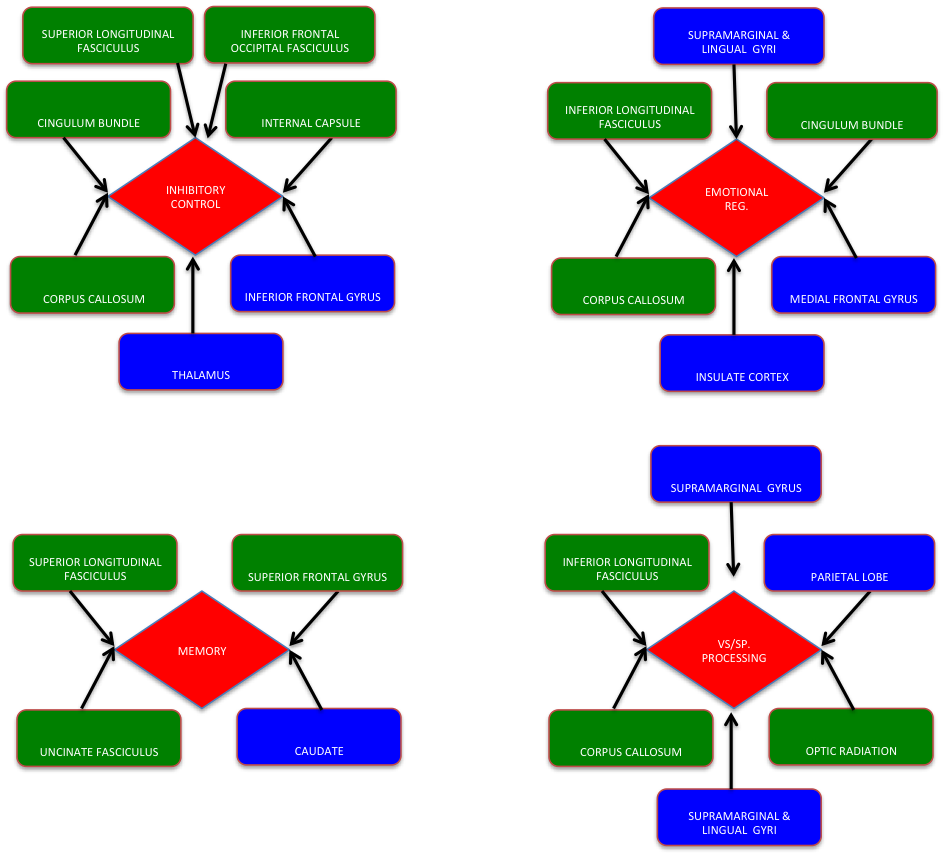 SUPERIOR LONGITUDINAL
FASCICULUS
INFERIOR FRONTAL
OCCIPITAL FASCICULUS
CINGULUM BUNDLE
INTERNAL CAPSULE
INHIBITORY
CONTROL
CORPUS CALLOSUM
INFERIOR FRONTAL GYRUS
THALAMUS
SUPRAMARGINAL &
LINGUAL GYRI
INFERIOR LONGITUDINAL
FASCICULUS
CINGULUM BUNDLE
EMOTIONAL
REG.
CORPUS CALLOSUM
MEDIAL FRONTAL GYRUS
INSULATE CORTEX
SUPERIOR LONGITUDINAL
FASCICULUS
SUPERIOR FRONTAL GYRUS
MEMORY
UNCINATE FASCICULUS
CAUDATE
SUPRAMARGINAL GYRUS
INFERIOR LONGITUDINAL
FASCICULUS
PARIETAL LOBE
VS/SP.
PROCESSING
CORPUS CALLOSUM
OPTIC RADIATION
SUPRAMARGINAL &
LINGUAL GYRI